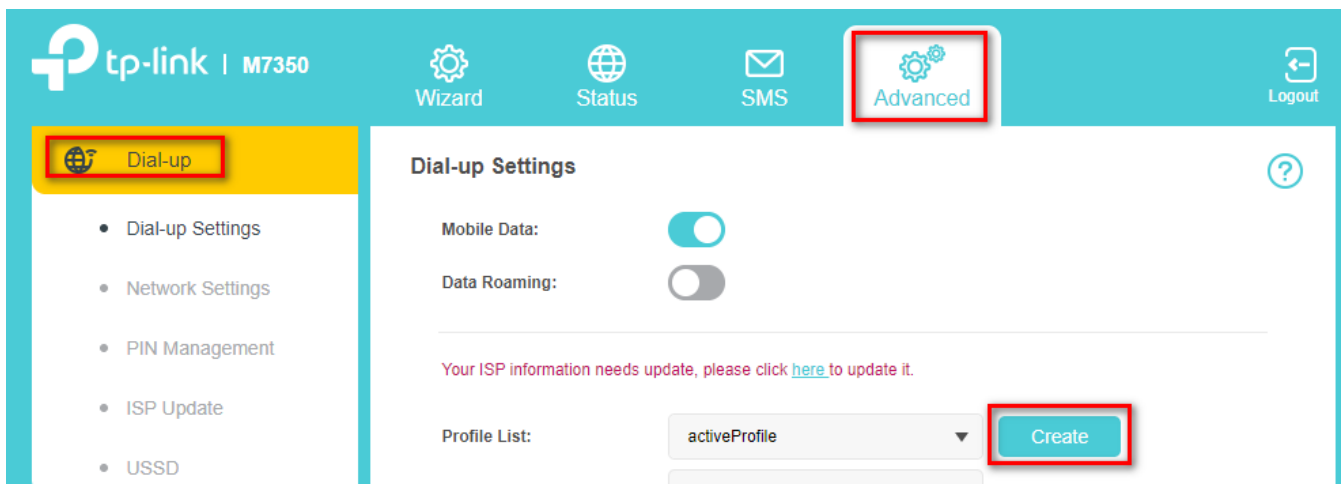 tp-link | M7350
Wizard
Status
SMS
Advanced
Logout
Dial-up
Dial-up Settings
Network Settings
PIN Management
ISP Update
USSD
Dial-up Settings
?
Mobile Data:
Data Roaming:
Your ISP information needs update, please click here to update it.
Profile List: activeProfile Create